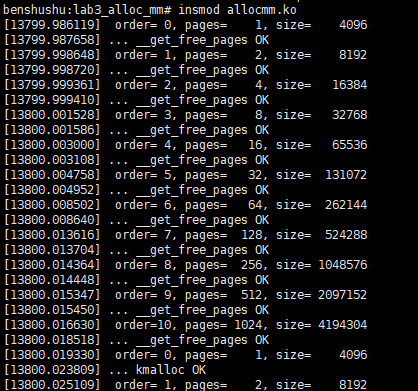 benshushu:lab3_alloc_mm# insmod allocmm.ko
[13799.986119]  order= 0, pages=    1, size=    4096
[13799.987658] ... __get_free_pages OK
[13799.998648]  order= 1, pages=    2, size=    8192
[13799.998720] ... __get_free_pages OK
[13799.999361]  order= 2, pages=    4, size=   16384
[13799.999410] ... __get_free_pages OK
[13800.001528]  order= 3, pages=    8, size=   32768
[13800.001586] ... __get_free_pages OK
[13800.003000]  order= 4, pages=   16, size=   65536
[13800.003108] ... __get_free_pages OK
[13800.004758]  order= 5, pages=   32, size=  131072
[13800.004952] ... __get_free_pages OK
[13800.008502]  order= 6, pages=   64, size=  262144
[13800.008640] ... __get_free_pages OK
[13800.013616]  order= 7, pages=  128, size=  524288
[13800.013704] ... __get_free_pages OK
[13800.014364]  order= 8, pages=  256, size= 1048576
[13800.014448] ... __get_free_pages OK
[13800.015347]  order= 9, pages=  512, size= 2097152
[13800.015450] ... __get_free_pages OK
[13800.016630]  order=10, pages= 1024, size= 4194304
[13800.018518] ... __get_free_pages OK
[13800.019330]  order= 0, pages=    1, size=    4096
[13800.023809] ... kmalloc OK
[13800.025109]  order= 1, pages=    2, size=    8192